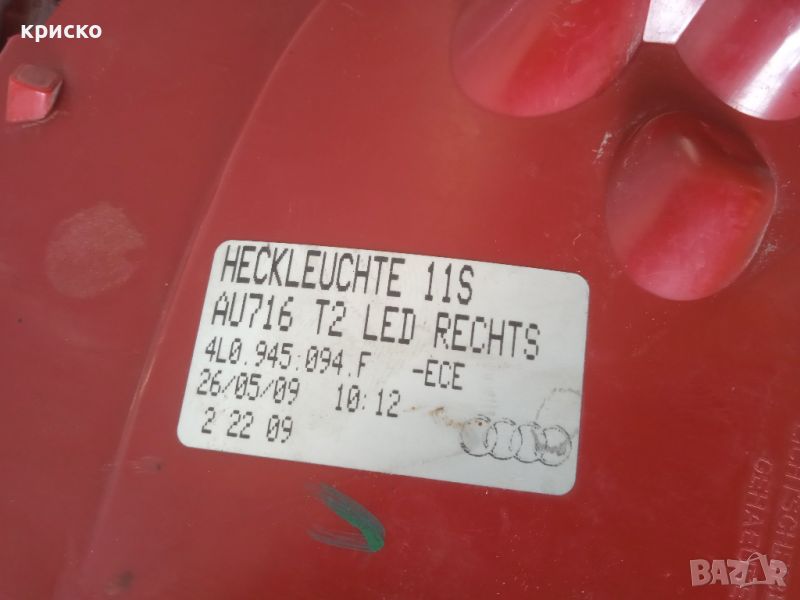 криско
HECKLEUCHTE 11S
AU716 T2 LED RECHTS
4L0.945.094.F -ECE
26/05/09 10:12
2 22 09
BAZAR